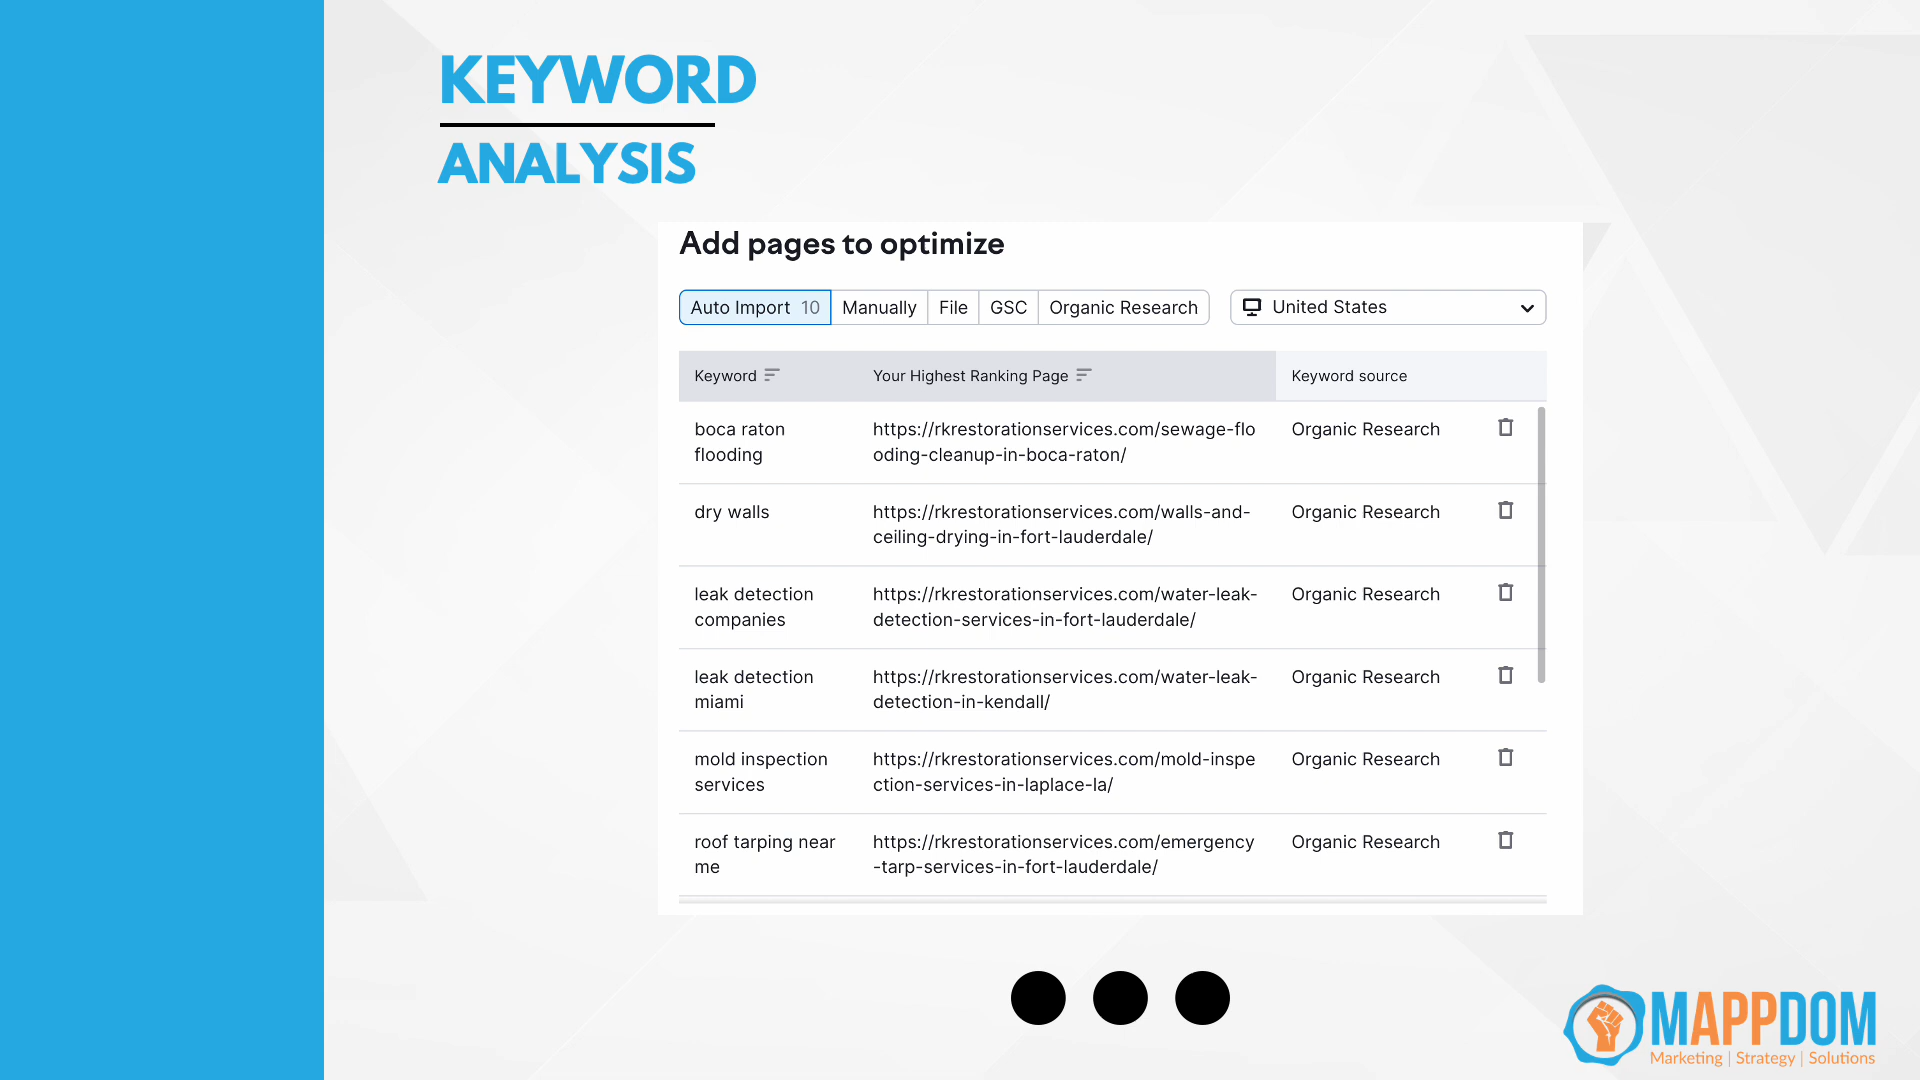 KEYWORD
ANALYSIS
Add pages to optimize
Auto Import 10 Manually File GSC Organic Research United States
Keyword Your Highest Ranking Page Keyword source
boca raton https://rkrestorationservices.com/sewage-flo Organic Research
flooding oding-cleanup-in-boca-raton/
dry walls https://rkrestorationservices.com/walls-and- Organic Research
ceiling-drying-in-fort-lauderdale/
leak detection https://rkrestorationservices.com/water-leak- Organic Research
companies detection-services-in-fort-lauderdale/
leak detection https://rkrestorationservices.com/water-leak- Organic Research
miami detection-in-kendall/
mold inspection https://rkrestorationservices.com/mold-inspe Organic Research
services ction-services-in-laplace-la/
roof tarping near https://rkrestorationservices.com/emergency Organic Research
me -tarp-services-in-fort-lauderdale/
MAPPDOM
Marketing | Strategy | Solutions